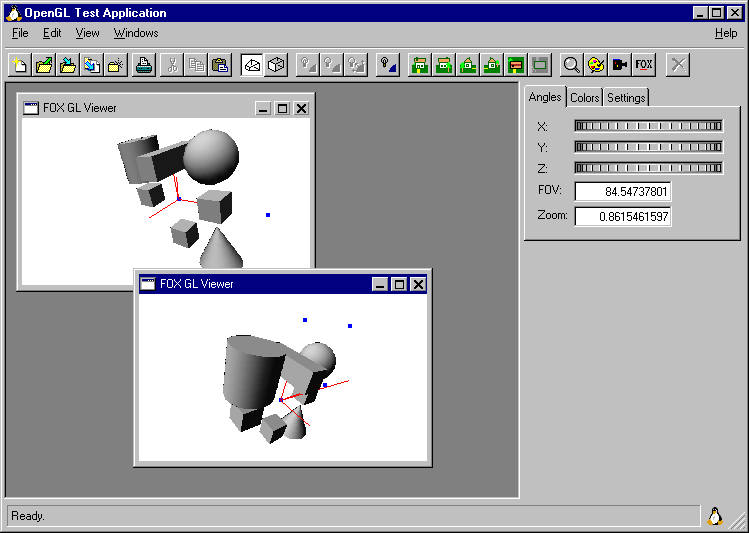 OpenGL Test Application
File Edit View Windows Help
FOX
FOX GL Viewer
FOX GL Viewer
Angles Colors Settings
X:
Y:
Z:
FOV: 84.54737801
Zoom: 0.8615461597
Ready.